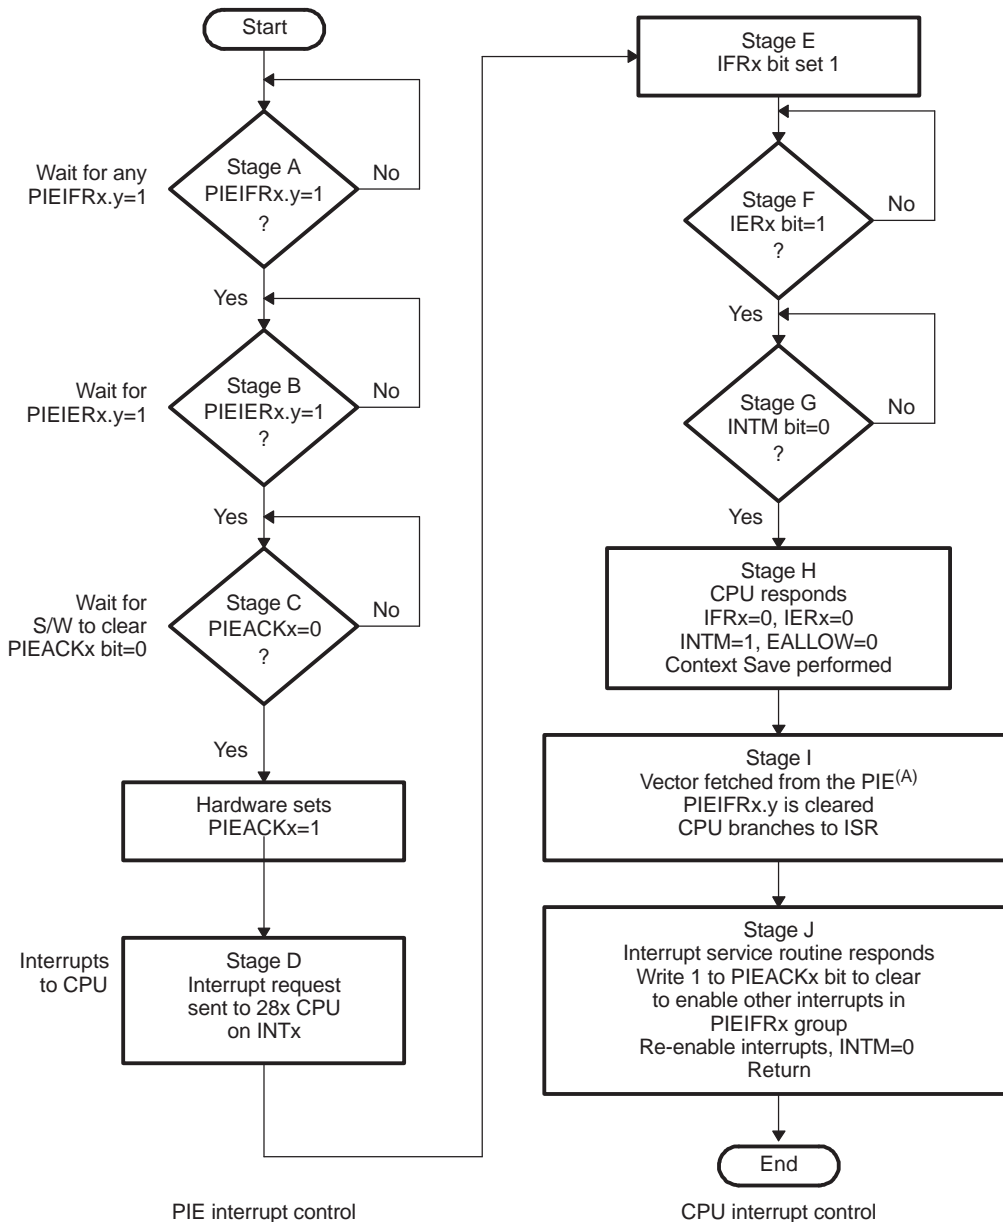 Start
Wait for any
PIEIFRx.y=1
Stage A
PIEIFRx.y=1
?
No
Yes
Wait for
PIEIERx.y=1
Stage B
PIEIERx.y=1
?
No
Yes
Wait for
S/W to clear
PIEACKx bit=0
Stage C
PIEACKx=0
?
No
Yes
Hardware sets
PIEACKx=1
Interrupts
to CPU
Stage D
Interrupt request
sent to 28x CPU
on INTx
PIE interrupt control
Stage E
IFRx bit set 1
Stage F
IERx bit=1
?
No
Yes
Stage G
INTM bit=0
?
No
Yes
Stage H
CPU responds
IFRx=0, IERx=0
INTM=1, EALLOW=0
Context Save performed
Stage I
Vector fetched from the PIE(A)
PIEIFRx.y is cleared
CPU branches to ISR
Stage J
Interrupt service routine responds
Write 1 to PIEACKx bit to clear
to enable other interrupts in
PIEIFRx group
Re-enable interrupts, INTM=0
Return
End
CPU interrupt control